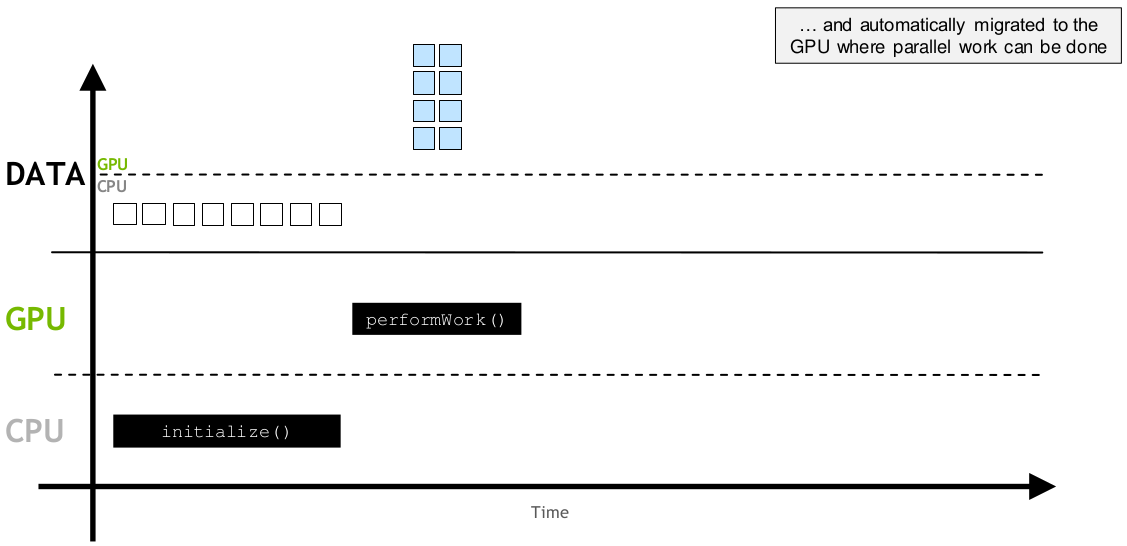 … and automatically migrated to the
GPU where parallel work can be done
DATA
GPU
CPU
GPU
performWork()
CPU
initialize()
Time